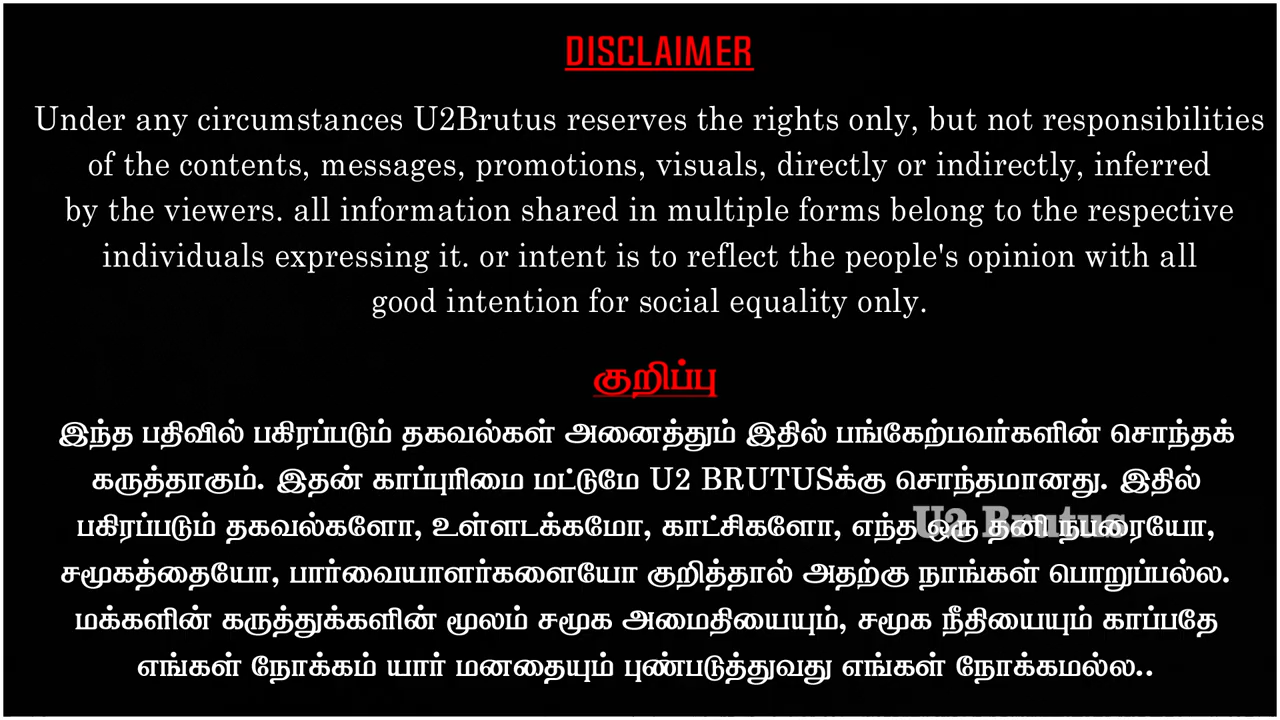 DISCLAIMER
Under any circumstances U2Brutus reserves the rights only, but not responsibilities
of the contents, messages, promotions, visuals, directly or indirectly, inferred
by the viewers. all information shared in multiple forms belong to the respective
individuals expressing it. or intent is to reflect the people's opinion with all
good intention for social equality only.
குறிப்பு
இந்த பதிவில் பகிரப்படும் தகவல்கள் அனைத்தும் இதில் பங்கேற்பவர்களின் சொந்தக்
கருத்தாகும். இதன் காப்புரிமை மட்டுமே U2 BRUTUSக்கு சொந்தமானது. இதில்
பகிரப்படும் தகவல்களோ, உள்ளடக்கமோ, காட்சிகளோ, எந்த ஒரு தனி நபரையோ,
U2 Brutus
சமூகத்தையோ, பார்வையாளர்களையோ குறித்தால் அதற்கு நாங்கள் பொறுப்பல்ல.
மக்களின் கருத்துக்களின் மூலம் சமூக அமைதியையும், சமூக நீதியையும் காப்பதே
எங்கள் நோக்கம் யார் மனதையும் புண்படுத்துவது எங்கள் நோக்கமல்ல..